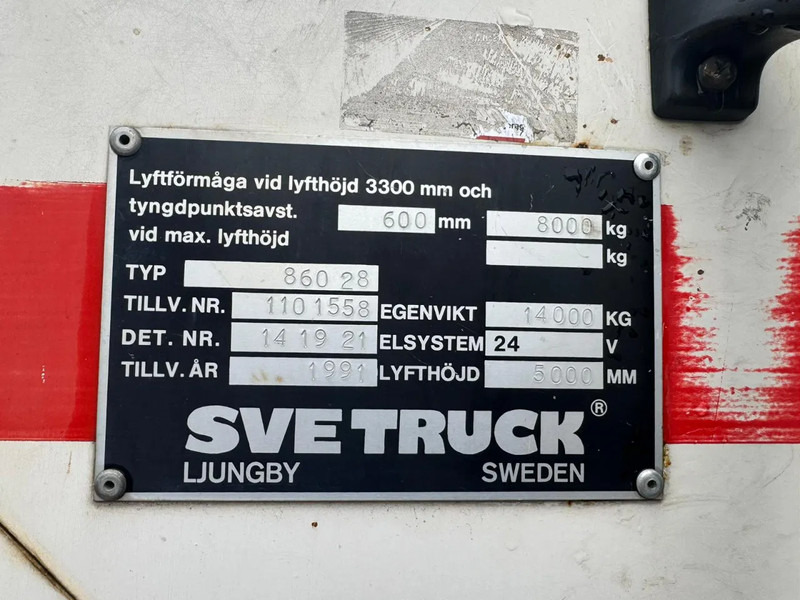 Lyftförmåga vid lyfthöjd 3300 mm och
tyngdpunktsavst. 600 mm 8000 kg
vid max. lyfthöjd kg
TYP 860 28
TILLV. NR. 110 1558 EGENVIKT 14000 KG
DET. NR. 14 19 21 ELSYSTEM 24 V
TILLV. ÅR 1991 LYFTHÖJD 5000 MM
SVETRUCK®
LJUNGBY SWEDEN